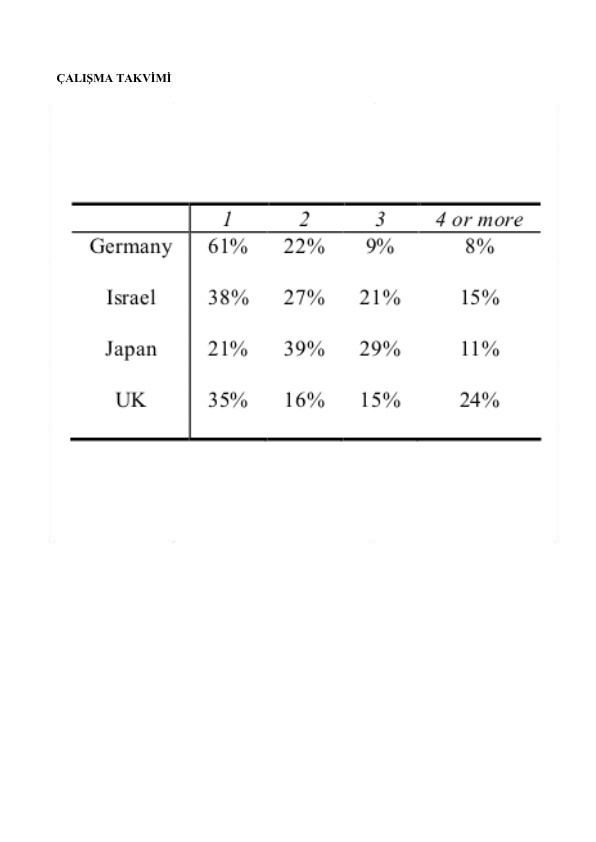 ÇALIŞMA TAKVİMİ
1 2 3 4 or more
Germany 61% 22% 9% 8%
Israel 38% 27% 21% 15%
Japan 21% 39% 29% 11%
UK 35% 16% 15% 24%